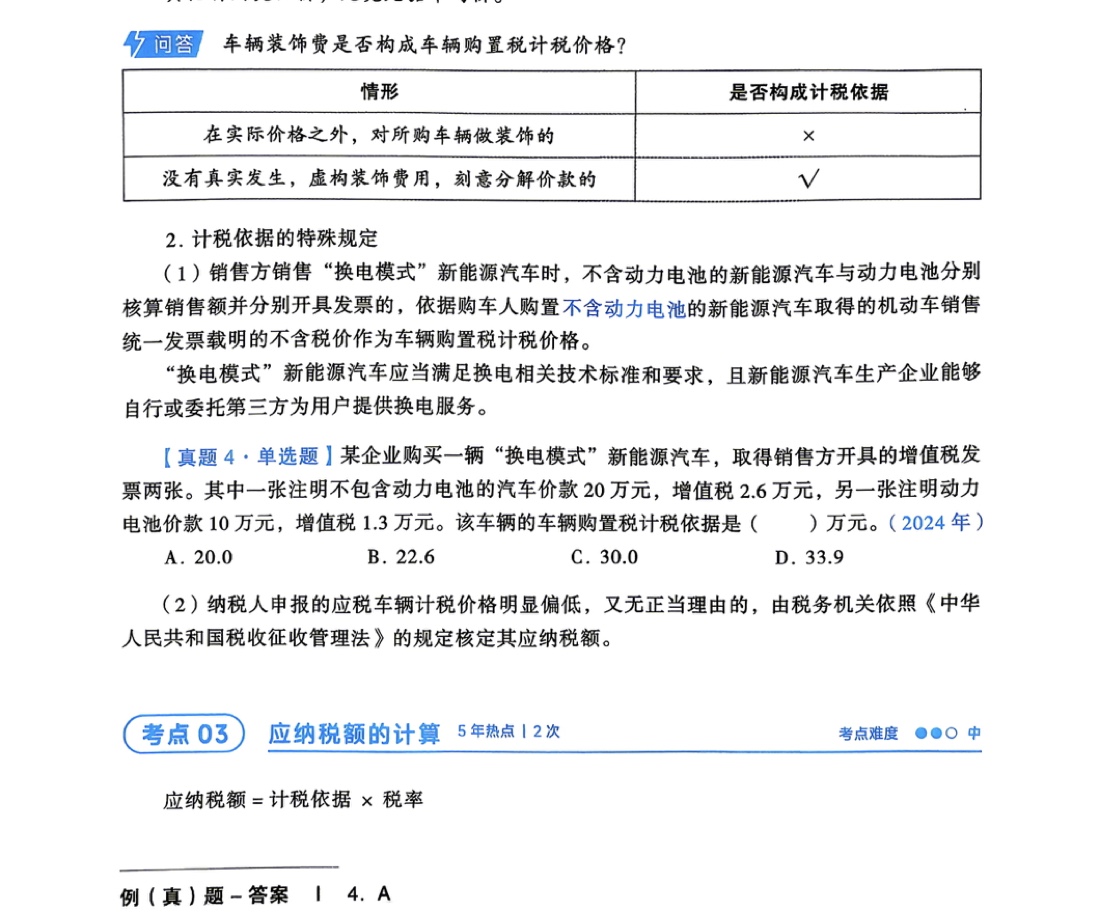 问答 车辆装饰费是否构成车辆购置税计税价格？
情形 是否构成计税依据
在实际价格之外，对所购车辆做装饰的 ×
没有真实发生，虚构装饰费用，刻意分解价款的 √
2. 计税依据的特殊规定
（1）销售方销售“换电模式”新能源汽车时，不含动力电池的新能源汽车与动力电池分别
核算销售额并分别开具发票的，依据购车人购置不含动力电池的新能源汽车取得的机动车销售
统一发票载明的不含税价作为车辆购置税计税价格。
“换电模式”新能源汽车应当满足换电相关技术标准和要求，且新能源汽车生产企业能够
自行或委托第三方为用户提供换电服务。
【真题 4·单选题】某企业购买一辆“换电模式”新能源汽车，取得销售方开具的增值税发
票两张。其中一张注明不包含动力电池的汽车价款 20 万元，增值税 2.6 万元，另一张注明动力
电池价款 10 万元，增值税 1.3 万元。该车辆的车辆购置税计税依据是（　　）万元。（2024 年）
A. 20.0 B. 22.6 C. 30.0 D. 33.9
（2）纳税人申报的应税车辆计税价格明显偏低，又无正当理由的，由税务机关依照《中华
人民共和国税收征收管理法》的规定核定其应纳税额。
考点 03 应纳税额的计算 5 年热点 | 2 次 考点难度 ●●○ 中
应纳税额 = 计税依据 × 税率
例（真）题 – 答案 | 4. A